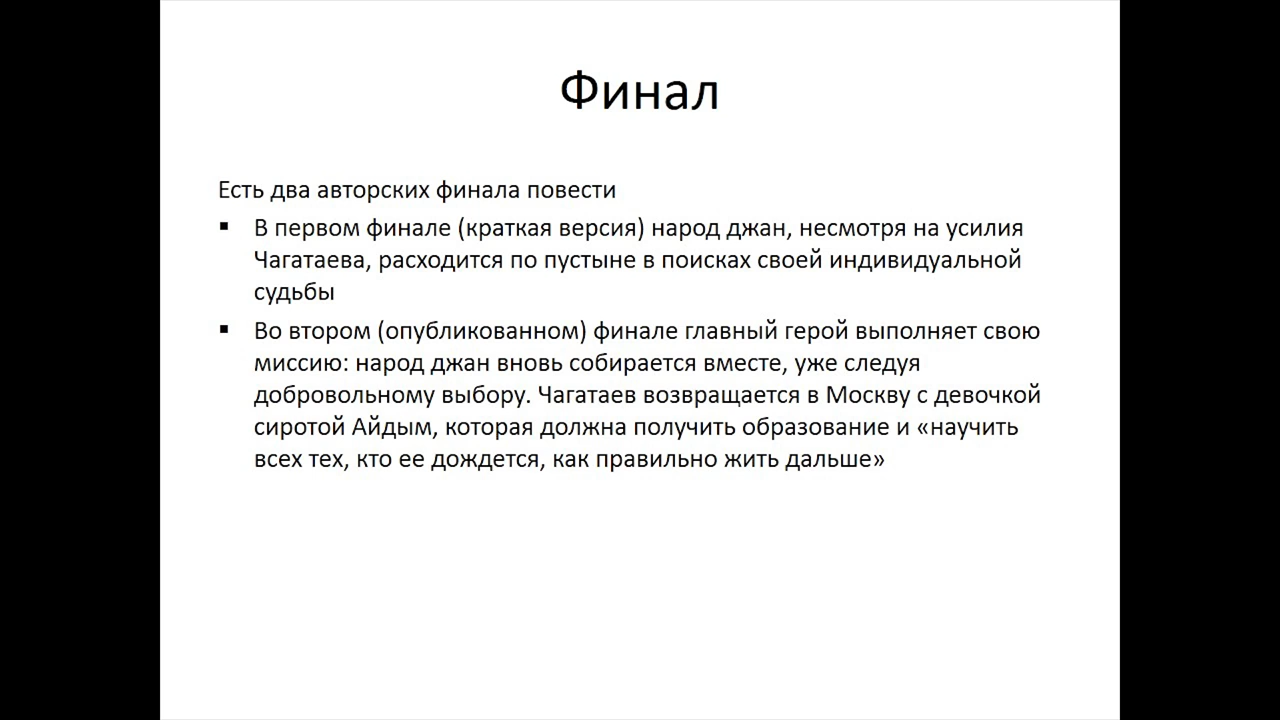 Финал
Есть два авторских финала повести
▪ В первом финале (краткая версия) народ джан, несмотря на усилия
Чагатаева, расходится по пустыне в поисках своей индивидуальной
судьбы
▪ Во втором (опубликованном) финале главный герой выполняет свою
миссию: народ джан вновь собирается вместе, уже следуя
добровольному выбору. Чагатаев возвращается в Москву с девочкой
сиротой Айдым, которая должна получить образование и «научить
всех тех, кто ее дождется, как правильно жить дальше»